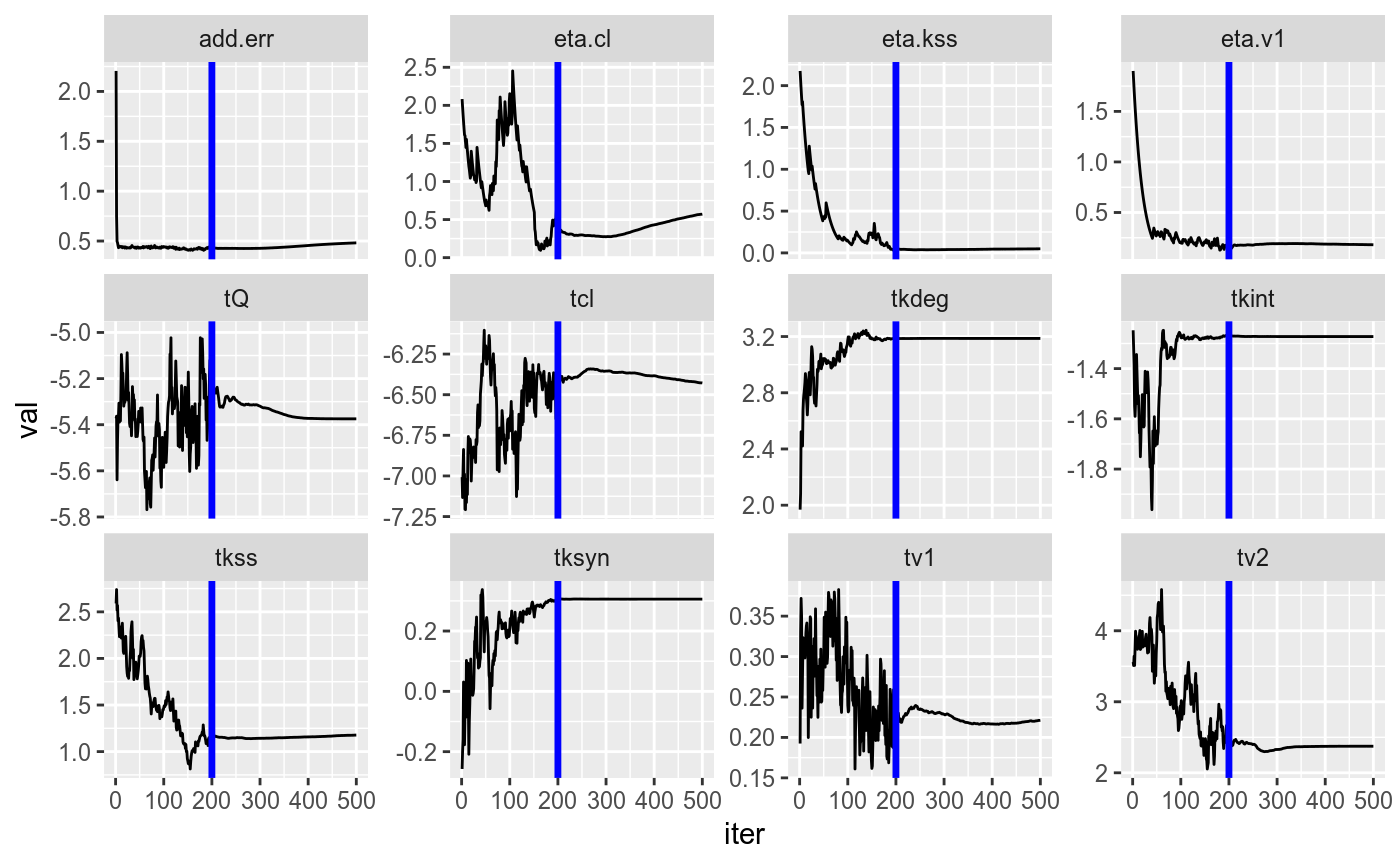 add.err eta.cl eta.kss eta.v1
2.0 1.5 1.0 0.5
2.5 2.0 1.5 1.0 0.5 0.0
2.0 1.5 1.0 0.5 0.0
1.5 1.0 0.5
tQ tcl tkdeg tkint
-5.0 -5.2 -5.4 -5.6 -5.8
-6.25 -6.50 -6.75 -7.00 -7.25
3.2 2.8 2.4 2.0
-1.4 -1.6 -1.8
val
tkss tksyn tv1 tv2
2.5 2.0 1.5 1.0
0.2 0.0 -0.2
0.35 0.30 0.25 0.20 0.15
4 3 2
0 100 200 300 400 500 0 100 200 300 400 500 0 100 200 300 400 500 0 100 200 300 400 500
iter